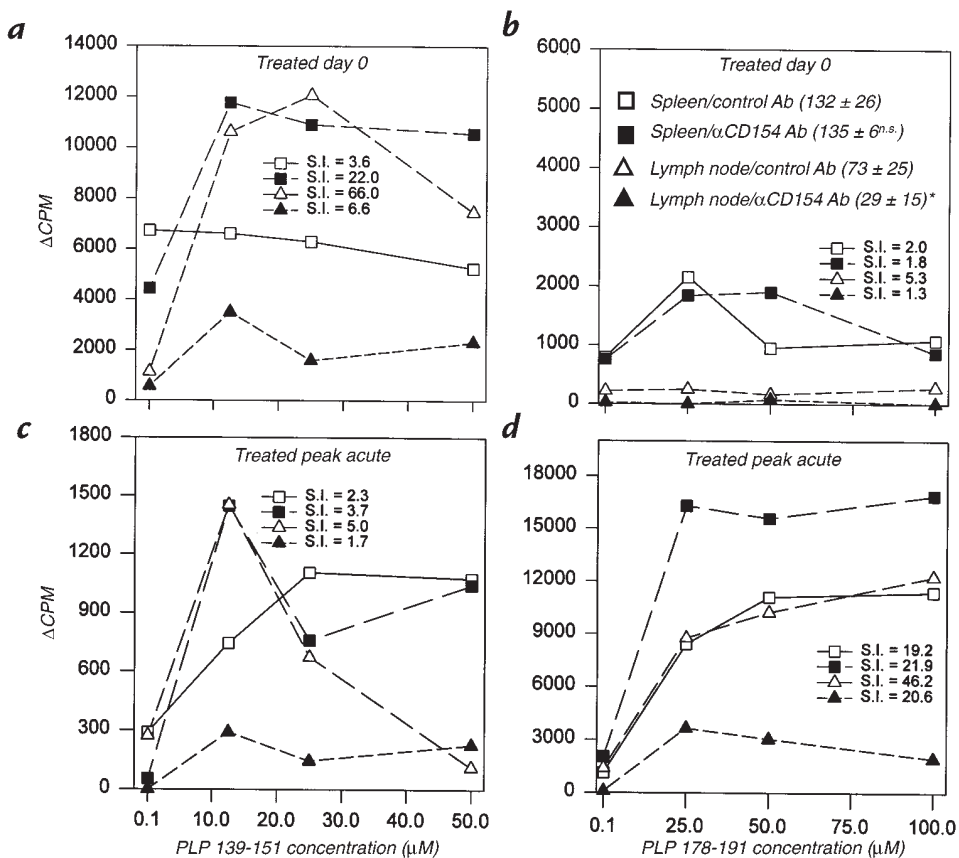 a
14000
12000
10000
8000
6000
4000
2000
0
ΔCPM
Treated day 0
S.I. = 3.6
S.I. = 22.0
S.I. = 66.0
S.I. = 6.6
b
6000
5000
4000
3000
2000
1000
0
Treated day 0
Spleen/control Ab (132 ± 26)
Spleen/αCD154 Ab (135 ± 6n.s.)
Lymph node/control Ab (73 ± 25)
Lymph node/αCD154 Ab (29 ± 15)*
S.I. = 2.0
S.I. = 1.8
S.I. = 5.3
S.I. = 1.3
c
1800
1500
1200
900
600
300
0
ΔCPM
Treated peak acute
S.I. = 2.3
S.I. = 3.7
S.I. = 5.0
S.I. = 1.7
0.1 10.0 20.0 30.0 40.0 50.0
PLP 139-151 concentration (μM)
d
18000
15000
12000
9000
6000
3000
0
Treated peak acute
S.I. = 19.2
S.I. = 21.9
S.I. = 46.2
S.I. = 20.6
0.1 25.0 50.0 75.0 100.0
PLP 178-191 concentration (μM)